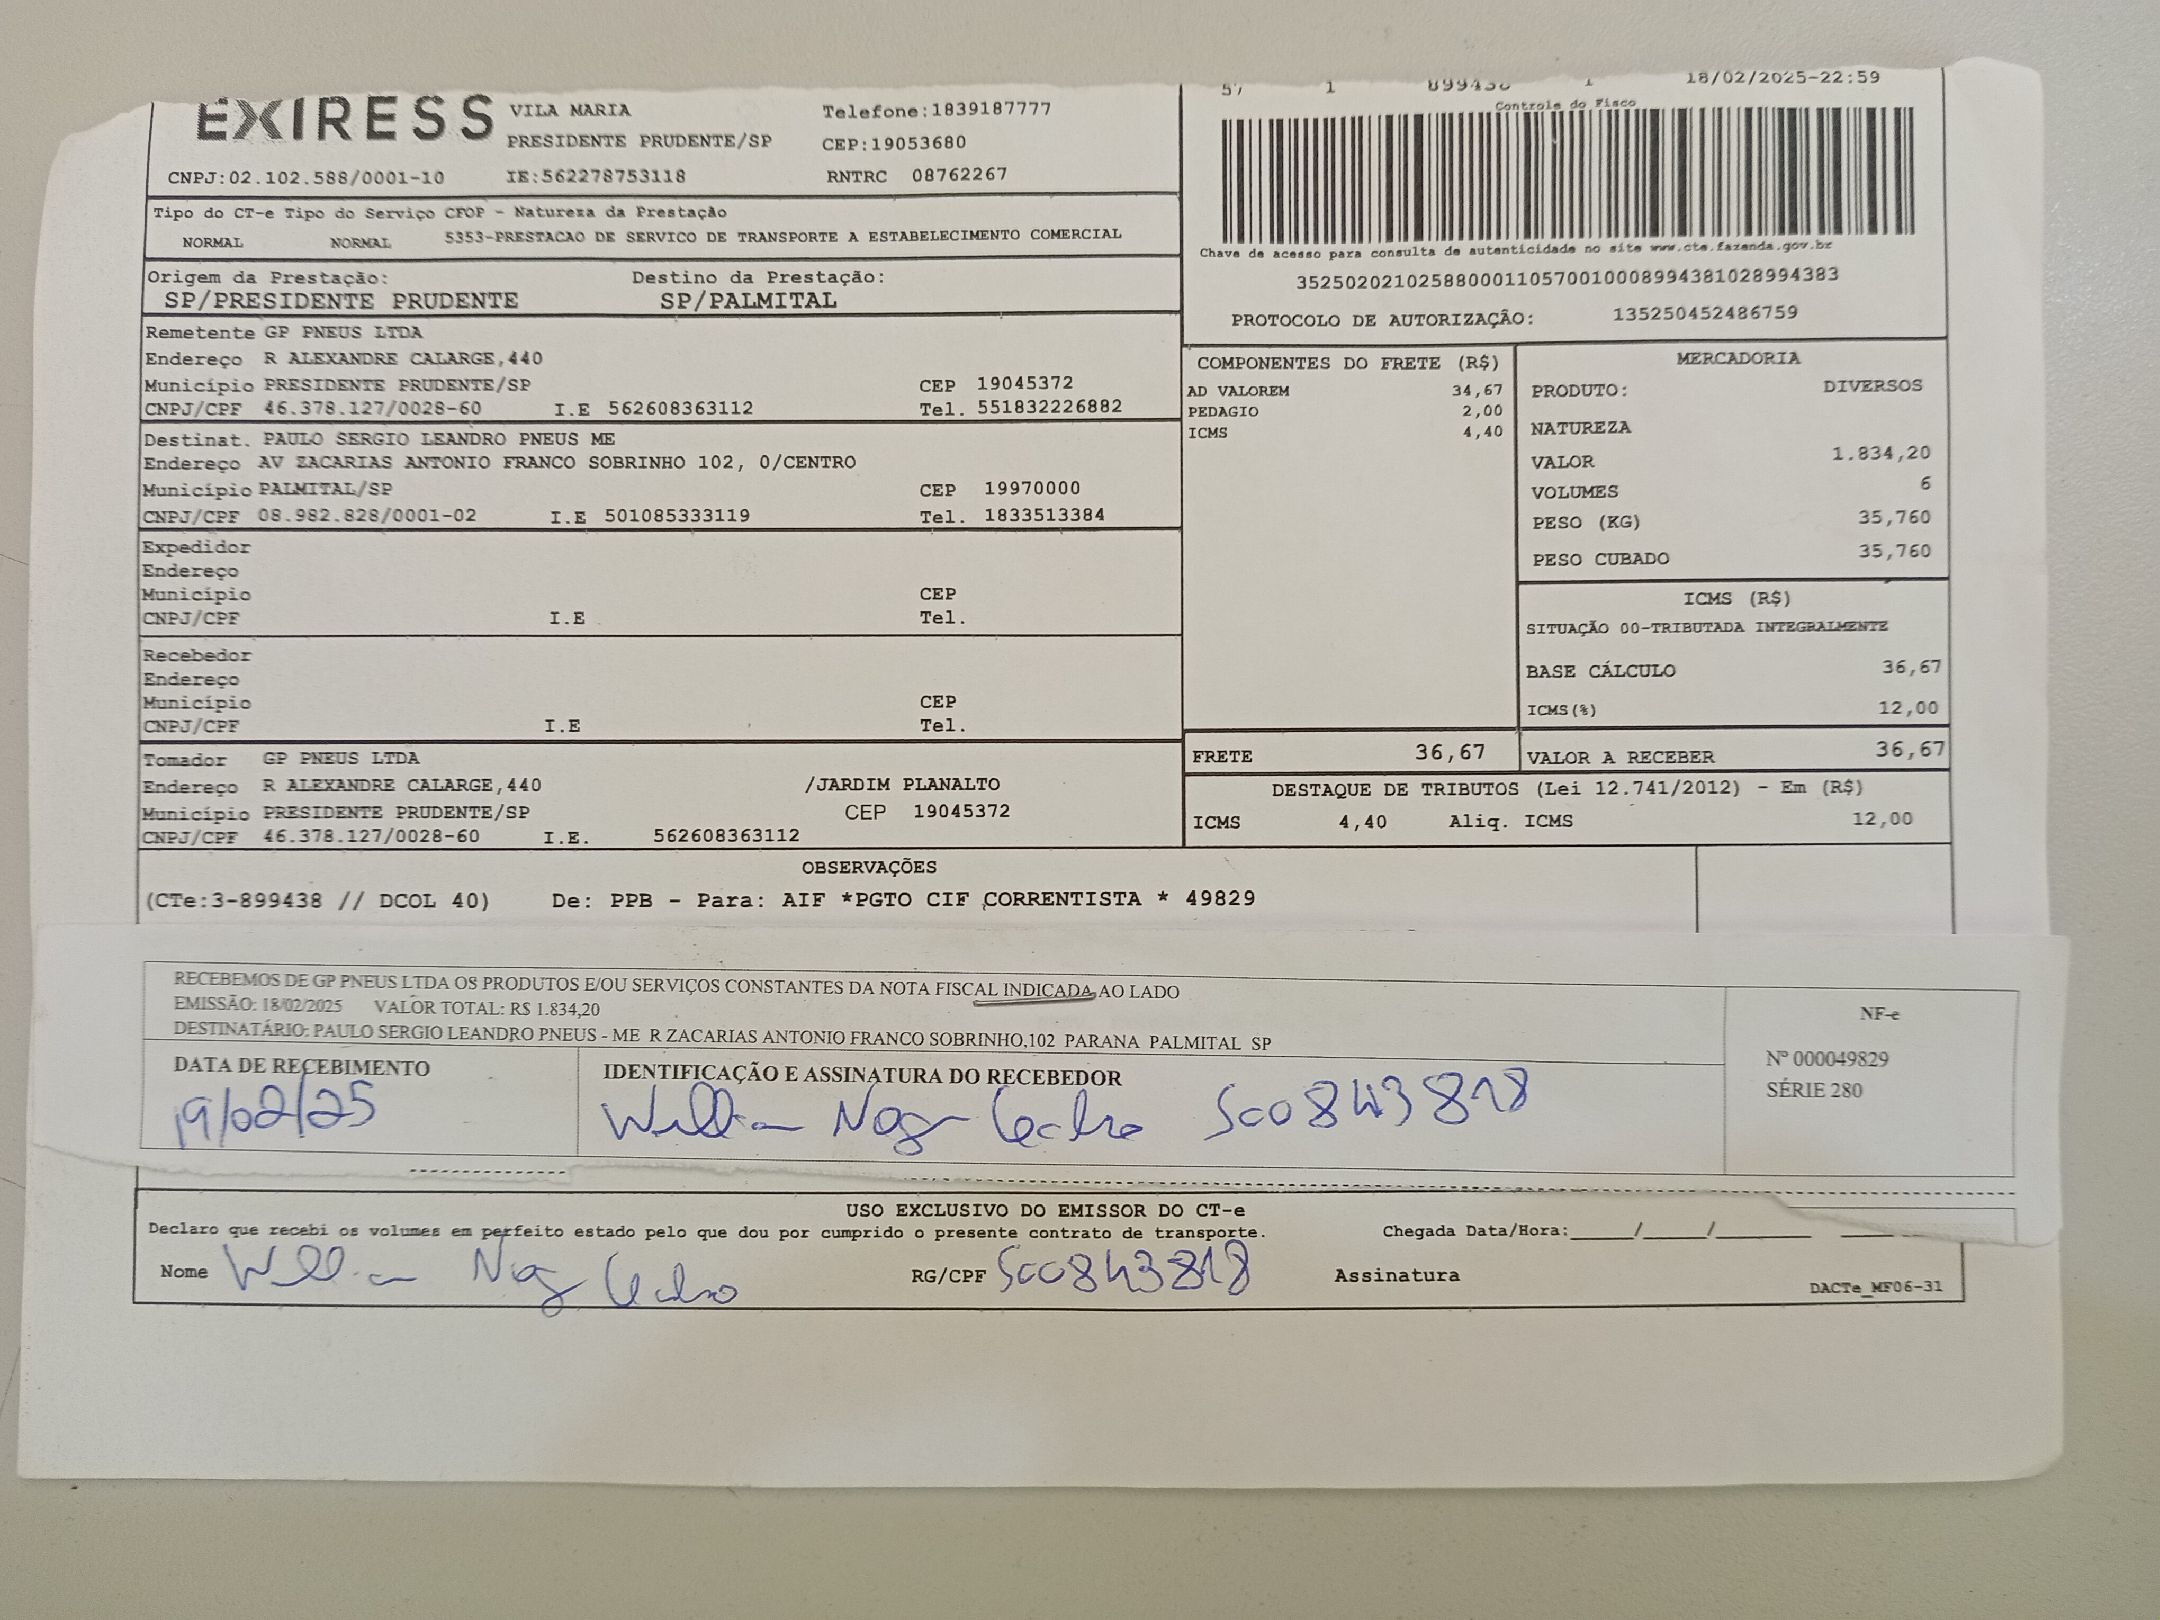 57 1 899438 1 18/02/2025-22:59
EXPRESS VILA MARIA Telefone:1839187777
PRESIDENTE PRUDENTE/SP CEP:19053680
CNPJ:02.102.588/0001-10 IE:562278753118 RNTRC 08762267
Controle do Fisco
Chave de acesso para consulta de autenticidade no site www.cte.fazenda.gov.br
35250202102588000110570010008994381028994383
PROTOCOLO DE AUTORIZAÇÃO: 135250452486759
Tipo do CT-e Tipo do Serviço CFOP - Natureza da Prestação
NORMAL NORMAL 5353-PRESTACAO DE SERVICO DE TRANSPORTE A ESTABELECIMENTO COMERCIAL
Origem da Prestação: Destino da Prestação:
SP/PRESIDENTE PRUDENTE SP/PALMITAL
Remetente GP PNEUS LTDA
Endereço R ALEXANDRE CALARGE,440
Município PRESIDENTE PRUDENTE/SP CEP 19045372
CNPJ/CPF 46.378.127/0028-60 I.E 562608363112 Tel. 551832226882
Destinat. PAULO SERGIO LEANDRO PNEUS ME
Endereço AV ZACARIAS ANTONIO FRANCO SOBRINHO 102, 0/CENTRO
Município PALMITAL/SP CEP 19970000
CNPJ/CPF 08.982.828/0001-02 I.E 501085333119 Tel. 1833513384
Expedidor
Endereço
Município CEP
CNPJ/CPF I.E Tel.
Recebedor
Endereço
Município CEP
CNPJ/CPF I.E Tel.
Tomador GP PNEUS LTDA
Endereço R ALEXANDRE CALARGE,440 /JARDIM PLANALTO
Município PRESIDENTE PRUDENTE/SP CEP 19045372
CNPJ/CPF 46.378.127/0028-60 I.E. 562608363112
COMPONENTES DO FRETE (R$)
AD VALOREM 34,67
PEDAGIO 2,00
ICMS 4,40
MERCADORIA
PRODUTO: DIVERSOS
NATUREZA
VALOR 1.834,20
VOLUMES 6
PESO (KG) 35,760
PESO CUBADO 35,760
ICMS (R$)
SITUAÇÃO 00-TRIBUTADA INTEGRALMENTE
BASE CÁLCULO 36,67
ICMS(%) 12,00
FRETE 36,67 VALOR A RECEBER 36,67
DESTAQUE DE TRIBUTOS (Lei 12.741/2012) - Em (R$)
ICMS 4,40 Aliq. ICMS 12,00
OBSERVAÇÕES
(CTe:3-899438 // DCOL 40) De: PPB - Para: AIF *PGTO CIF CORRENTISTA * 49829
RECEBEMOS DE GP PNEUS LTDA OS PRODUTOS E/OU SERVIÇOS CONSTANTES DA NOTA FISCAL INDICADA AO LADO
EMISSÃO: 18/02/2025 VALOR TOTAL: R$ 1.834,20
DESTINATÁRIO: PAULO SERGIO LEANDRO PNEUS - ME R ZACARIAS ANTONIO FRANCO SOBRINHO,102 PARANA PALMITAL SP
DATA DE RECEBIMENTO IDENTIFICAÇÃO E ASSINATURA DO RECEBEDOR
19/02/25
NF-e
Nº 000049829
SÉRIE 280
USO EXCLUSIVO DO EMISSOR DO CT-e
Declaro que recebi os volumes em perfeito estado pelo que dou por cumprido o presente contrato de transporte. Chegada Data/Hora:_____/_____/________
Nome RG/CPF Assinatura
DACTe_MF06-31